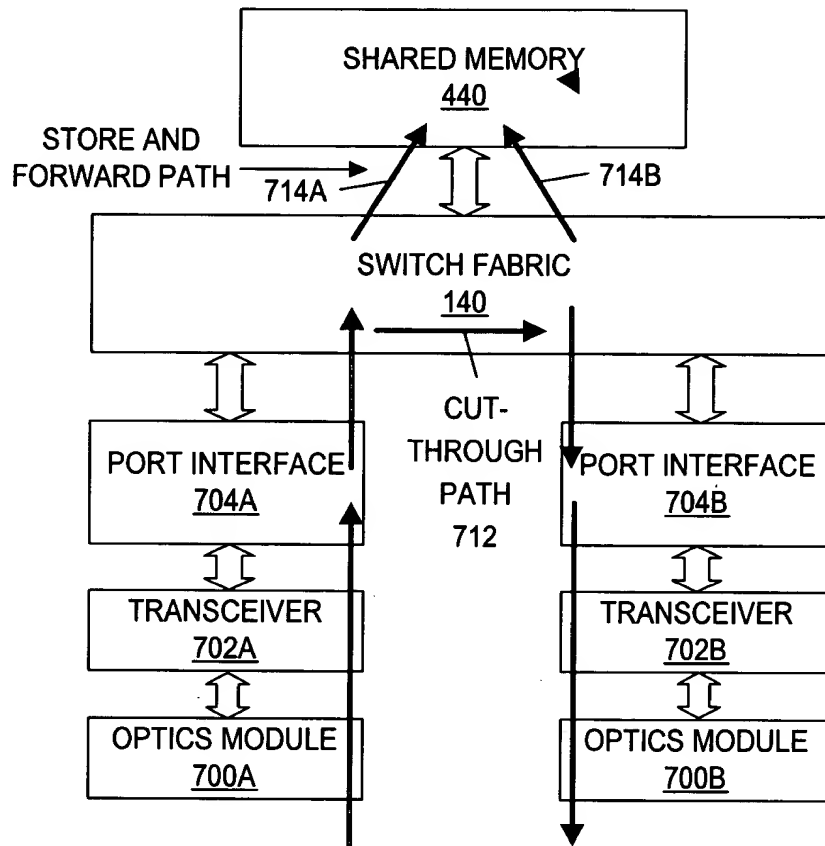 SHARED MEMORY
440
STORE AND
FORWARD PATH
714A
714B
SWITCH FABRIC
140
CUT-
THROUGH
PATH
712
PORT INTERFACE
704A
PORT INTERFACE
704B
TRANSCEIVER
702A
TRANSCEIVER
702B
OPTICS MODULE
700A
OPTICS MODULE
700B